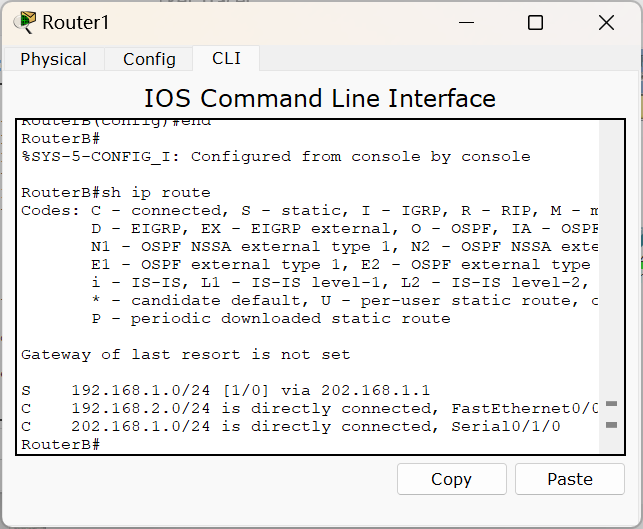 Router1
Physical Config CLI
IOS Command Line Interface
RouterB(config)#end
RouterB#
%SYS-5-CONFIG_I: Configured from console by console
RouterB#sh ip route
Codes: C - connected, S - static, I - IGRP, R - RIP, M - m
D - EIGRP, EX - EIGRP external, O - OSPF, IA - OSPF
N1 - OSPF NSSA external type 1, N2 - OSPF NSSA exte
E1 - OSPF external type 1, E2 - OSPF external type
i - IS-IS, L1 - IS-IS level-1, L2 - IS-IS level-2,
* - candidate default, U - per-user static route, o
P - periodic downloaded static route
Gateway of last resort is not set
S 192.168.1.0/24 [1/0] via 202.168.1.1
C 192.168.2.0/24 is directly connected, FastEthernet0/0
C 202.168.1.0/24 is directly connected, Serial0/1/0
RouterB#
Copy Paste